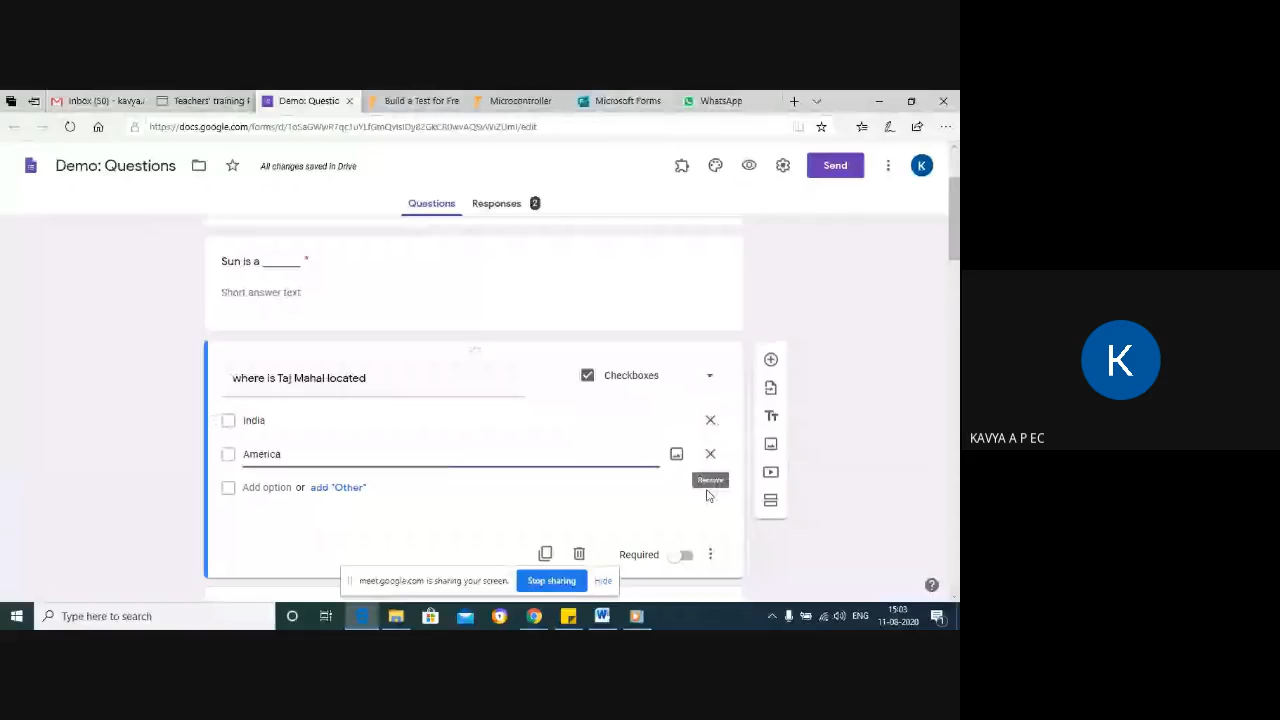 Inbox (50) - kavya.
Teachers' training
Demo: Questio
Build a Test for Fre
Microcontroller
Microsoft Forms
WhatsApp
Demo: Questions
All changes saved in Drive
Send
K
Questions
Responses 2
Sun is a ______ *
Short answer text
where is Taj Mahal located
Checkboxes
India
America
Remove
Add option or add "Other"
K
KAVYA A P EC
Required
meet.google.com is sharing your screen.
Stop sharing
Hide
Type here to search
ENG
15:03
11-08-2020